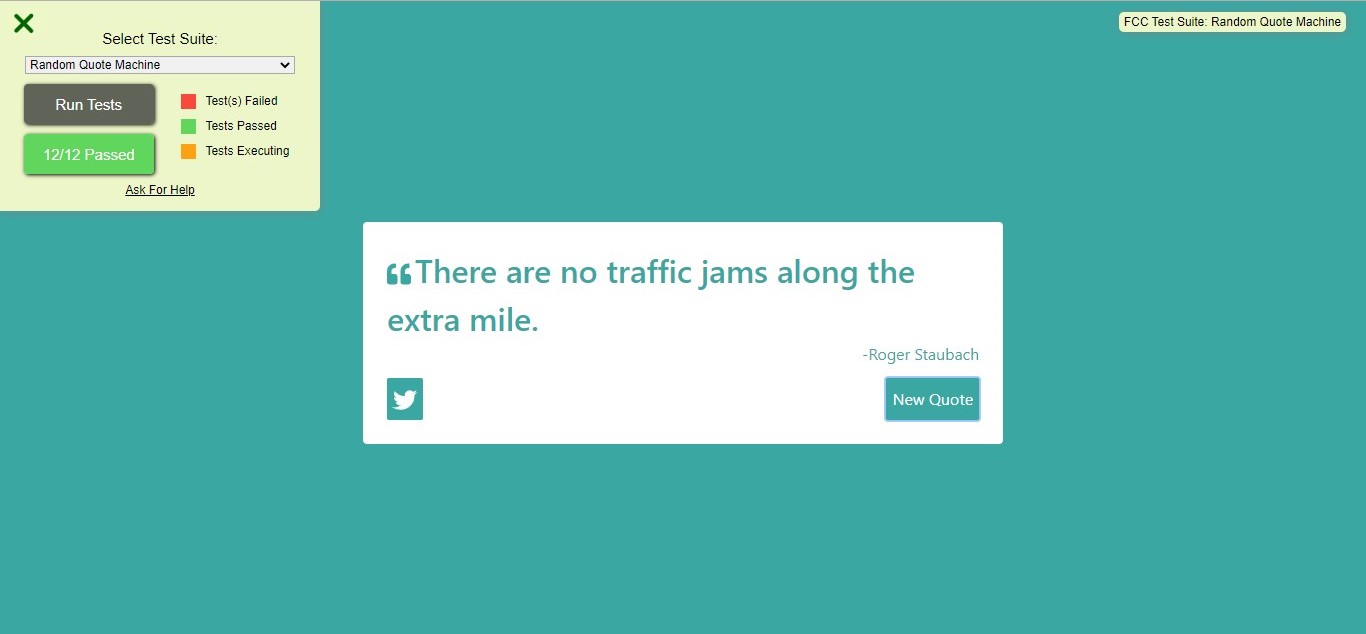 Select Test Suite:
Random Quote Machine
Run Tests
12/12 Passed
Test(s) Failed
Tests Passed
Tests Executing
Ask For Help
FCC Test Suite: Random Quote Machine
There are no traffic jams along the
extra mile.
-Roger Staubach
New Quote